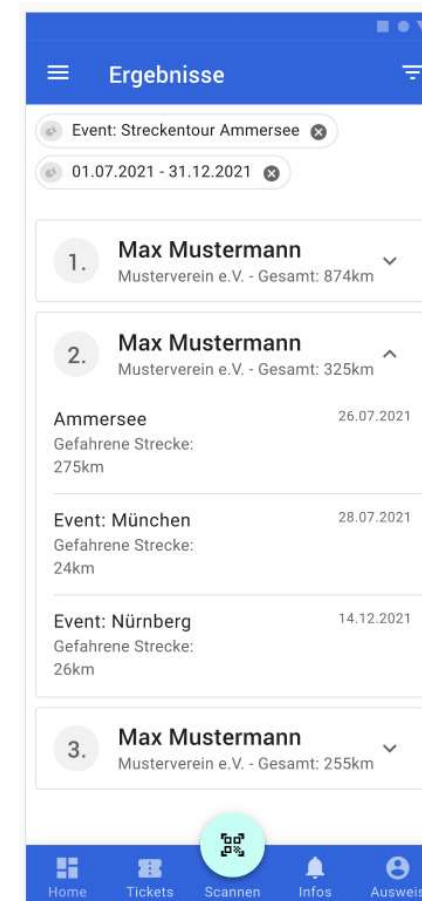 Ergebnisse
Event: Streckentour Ammersee
01.07.2021 - 31.12.2021
1.
Max Mustermann
Musterverein e.V. - Gesamt: 874km
2.
Max Mustermann
Musterverein e.V. - Gesamt: 325km
Ammersee 26.07.2021
Gefahrene Strecke:
275km
Event: München 28.07.2021
Gefahrene Strecke:
24km
Event: Nürnberg 14.12.2021
Gefahrene Strecke:
26km
3.
Max Mustermann
Musterverein e.V. - Gesamt: 255km
Home Tickets Scannen Infos Ausweis